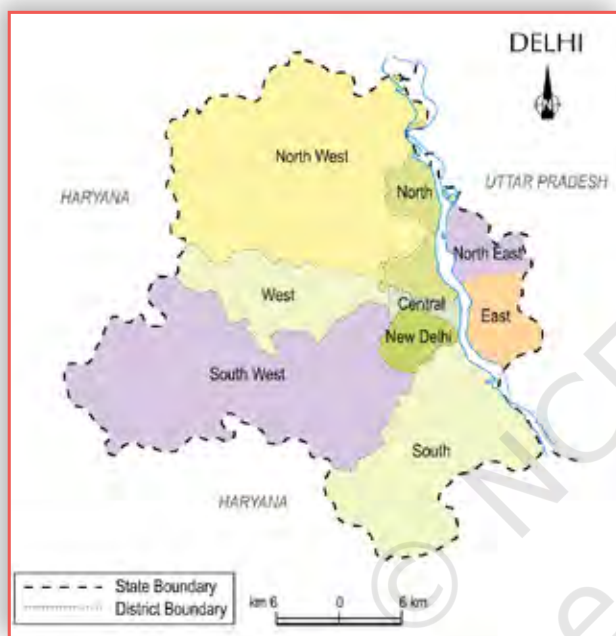 DELHI
N
North West
North
UTTAR PRADESH
HARYANA
North East
West
Central
East
New Delhi
South West
South
HARYANA
State Boundary
District Boundary
km 6 0 6 km